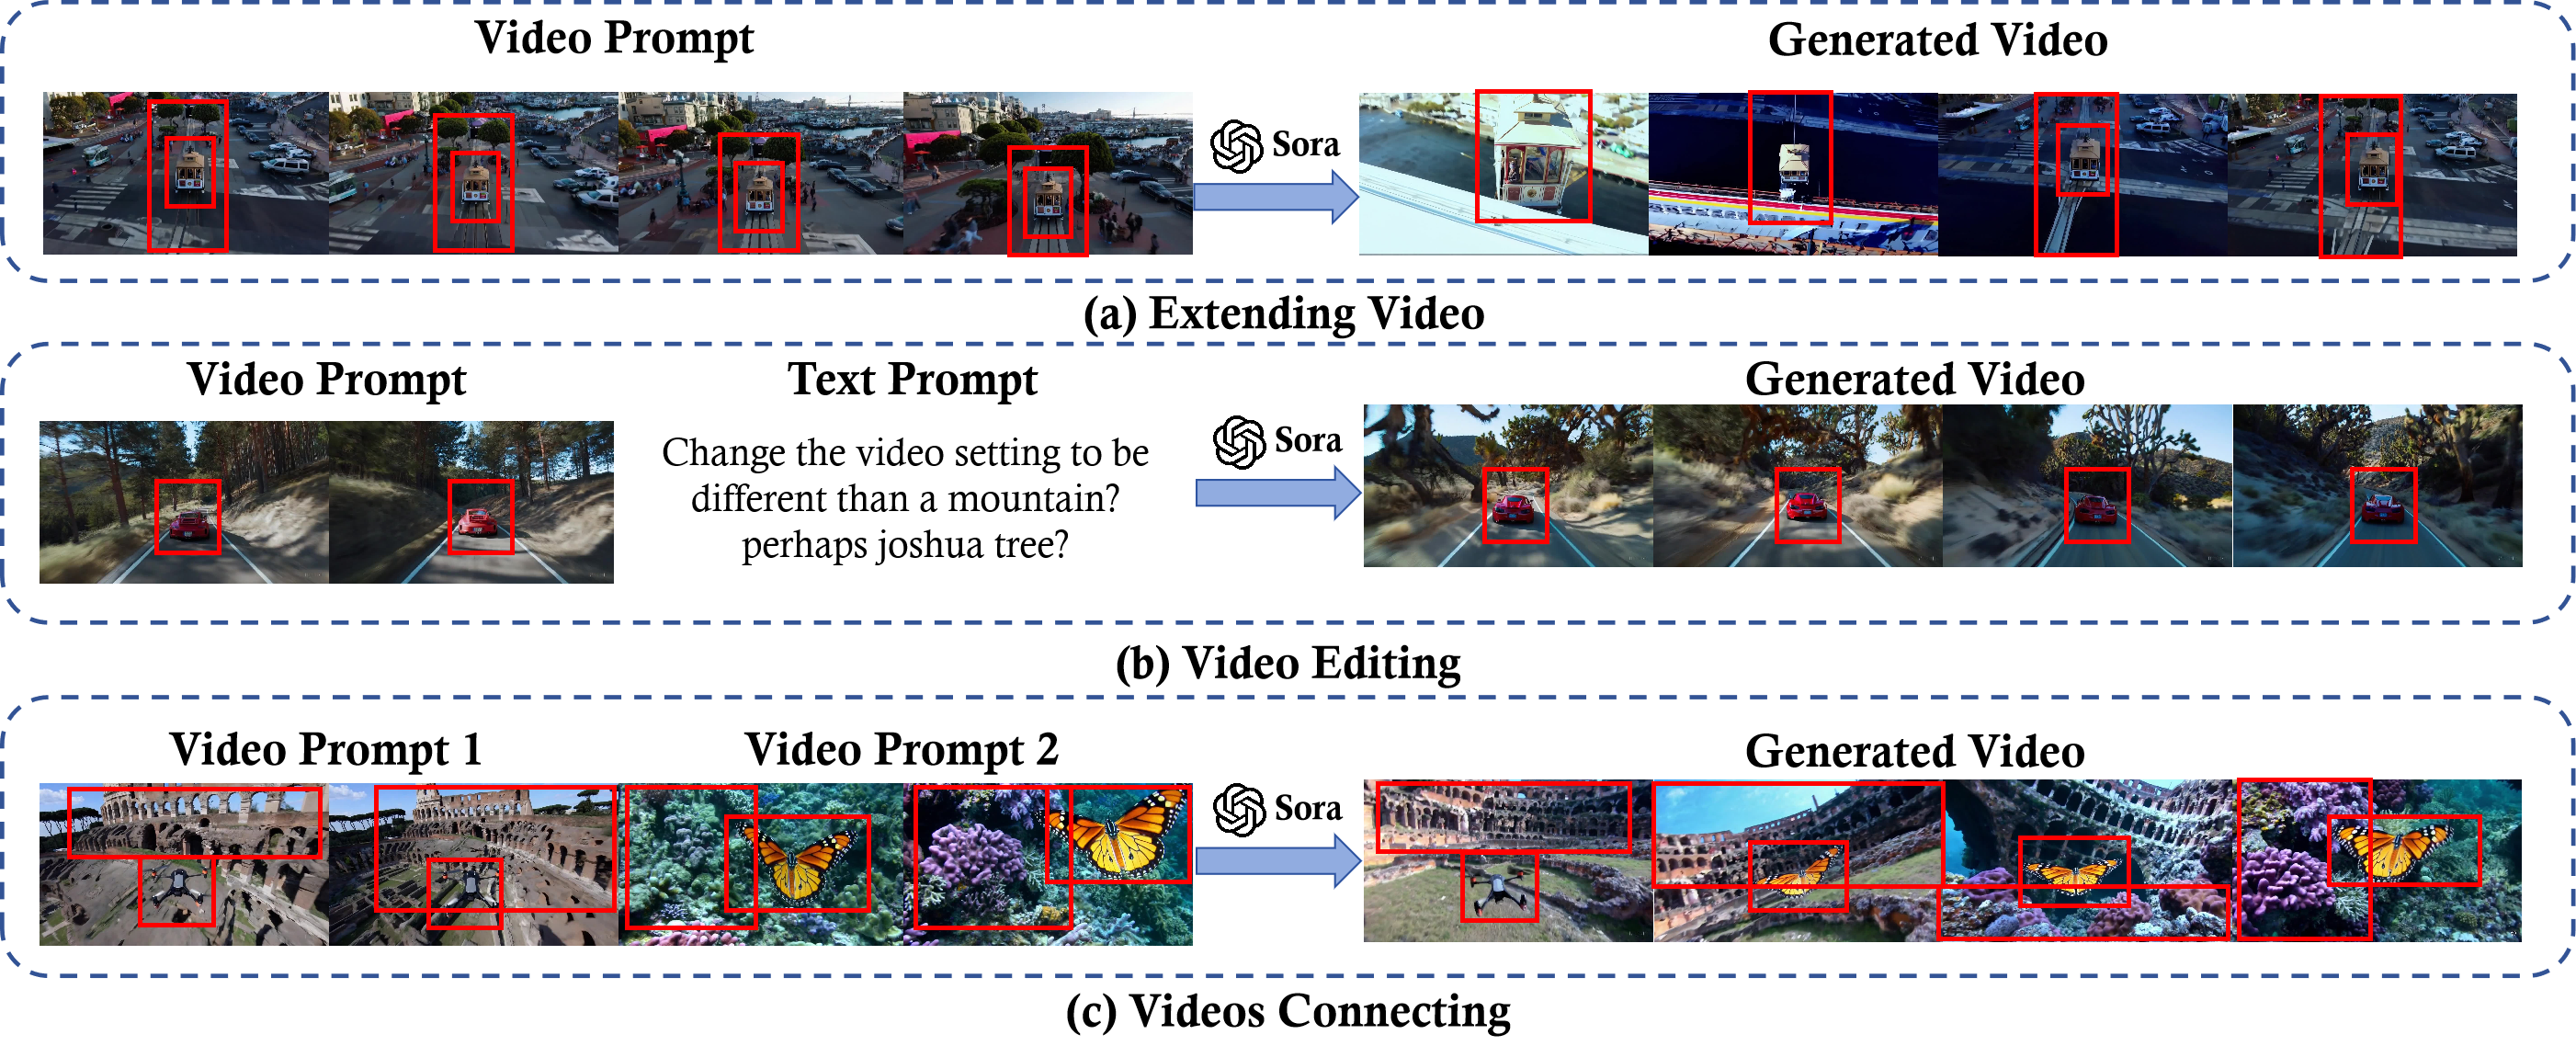 Video Prompt
Generated Video
Sora
(a) Extending Video
Video Prompt
Text Prompt
Generated Video
Change the video setting to be
different than a mountain?
perhaps joshua tree?
Sora
(b) Video Editing
Video Prompt 1
Video Prompt 2
Generated Video
Sora
(c) Videos Connecting